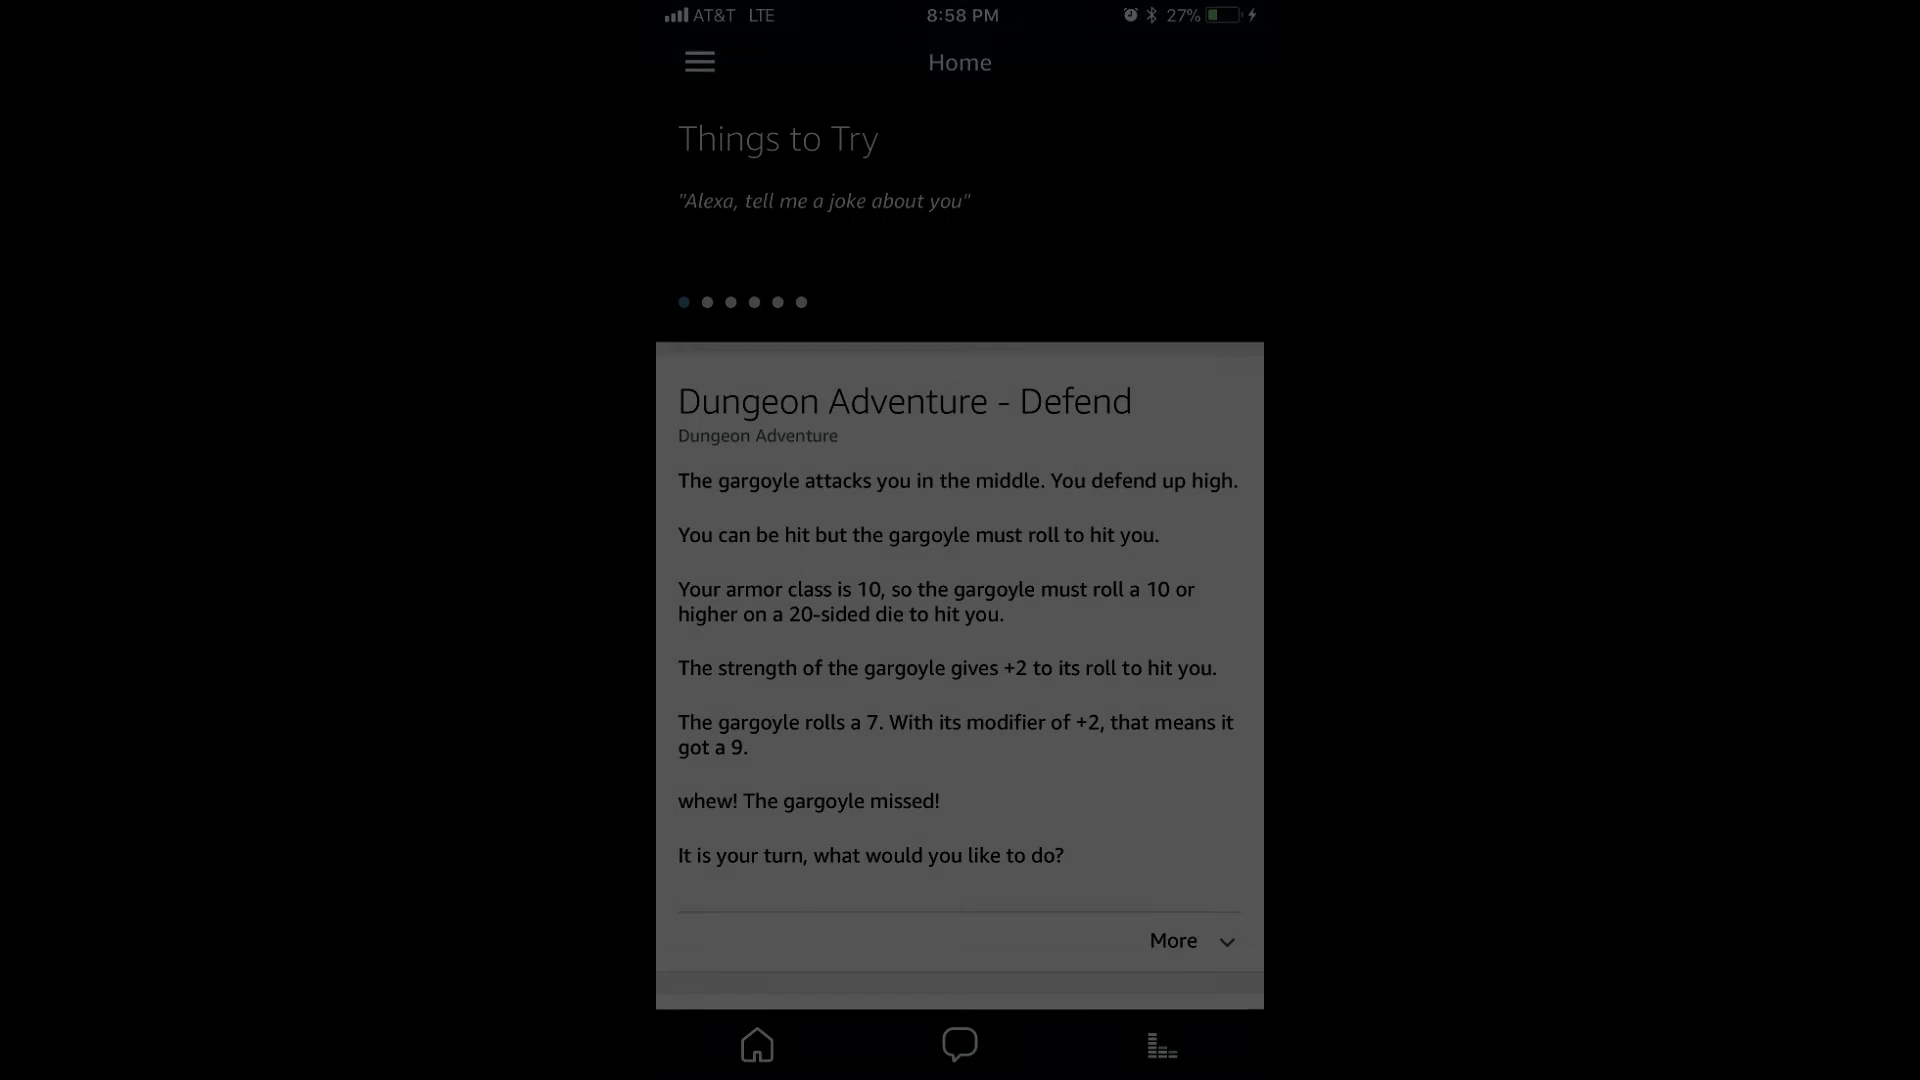 AT&T LTE 8:58 PM 27%
Home
Things to Try
"Alexa, tell me a joke about you"
Dungeon Adventure - Defend
Dungeon Adventure
The gargoyle attacks you in the middle. You defend up high.
You can be hit but the gargoyle must roll to hit you.
Your armor class is 10, so the gargoyle must roll a 10 or
higher on a 20-sided die to hit you.
The strength of the gargoyle gives +2 to its roll to hit you.
The gargoyle rolls a 7. With its modifier of +2, that means it
got a 9.
whew! The gargoyle missed!
It is your turn, what would you like to do?
More